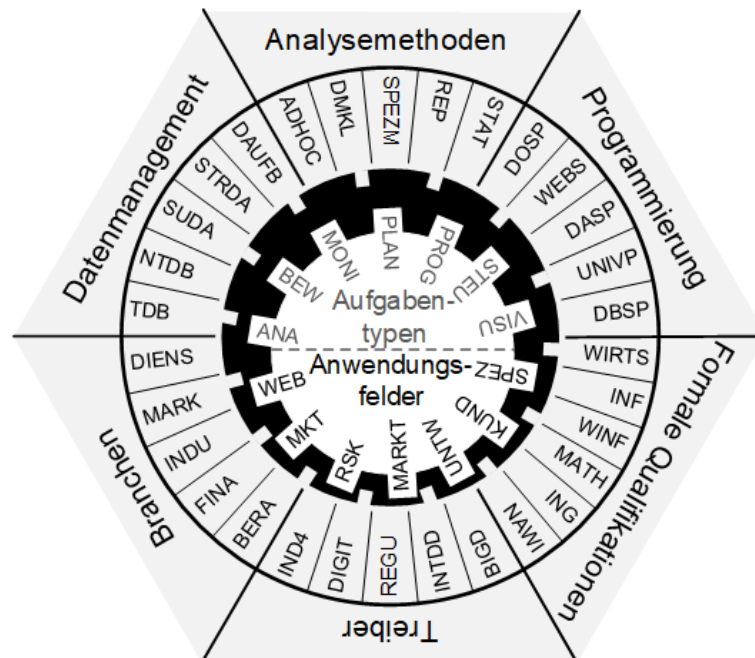 Analysemethoden
ADHOC
DMKL
SPEZM
REP
STAT
Programmierung
DOSP
WEBS
DASP
UNIVP
DBSP
Formale Qualifikationen
WIRTS
INF
WINF
MATH
ING
NAWI
Treiber
BIGD
INTDD
REGU
DIGIT
IND4
Branchen
BERA
FINA
INDU
MARK
DIENS
Datenmanagement
TDB
NTDB
SUDA
STRDA
DAUFB
ANA
BEW
MONI
PLAN
PROG
STEU
VISU
Aufgaben-
typen
Anwendungs-
felder
SPEZ
KUND
UNTW
MARKT
RSK
MKT
WEB